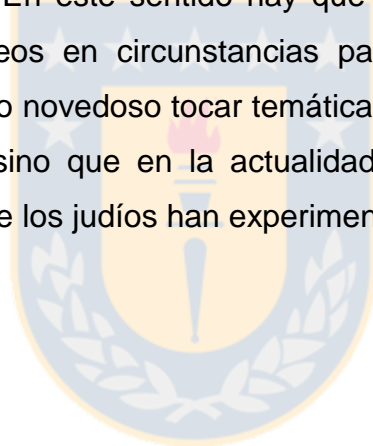 En este sentido hay que
eos en circunstancias pa
o novedoso tocar temática
sino que en la actualidad
e los judíos han experimen